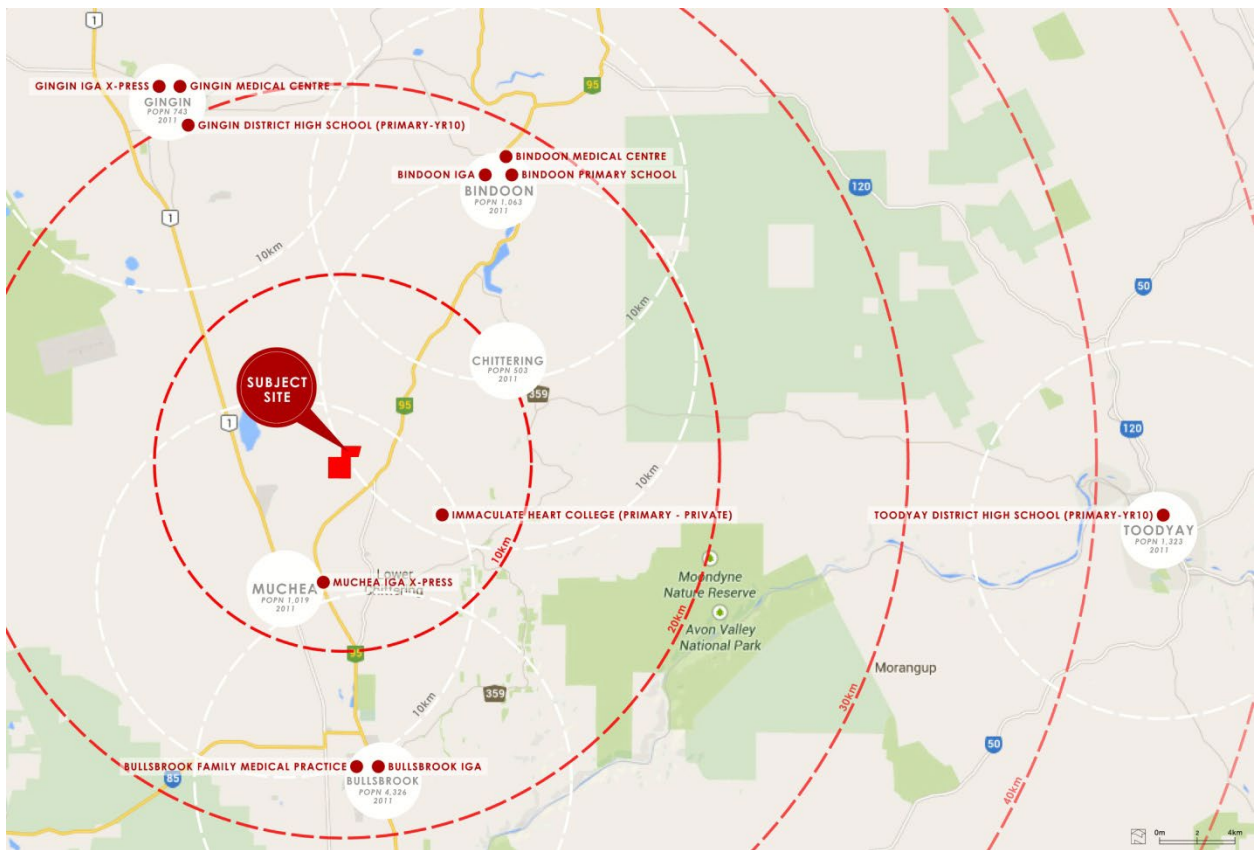 1
95
GINGIN IGA X-PRESS
GINGIN MEDICAL CENTRE
GINGIN
POPN 743
2011
GINGIN DISTRICT HIGH SCHOOL (PRIMARY-YR10)
BINDOON MEDICAL CENTRE
BINDOON IGA
BINDOON PRIMARY SCHOOL
BINDOON
POPN 1,063
2011
120
1
10km
50
10km
CHITTERING
POPN 503
2011
SUBJECT
SITE
359
95
1
120
10km
IMMACULATE HEART COLLEGE (PRIMARY - PRIVATE)
TOODYAY DISTRICT HIGH SCHOOL (PRIMARY-YR10)
TOODYAY
POPN 1,323
2011
10km
MUCHEA IGA X-PRESS
MUCHEA
POPN 1,019
2011
Lower
Chittering
Moondyne
Nature Reserve
Avon Valley
National Park
20km
95
Morangup
359
10km
30km
50
BULLSBROOK FAMILY MEDICAL PRACTICE
BULLSBROOK IGA
BULLSBROOK
POPN 4,326
2011
85
40km
0m 2 4km